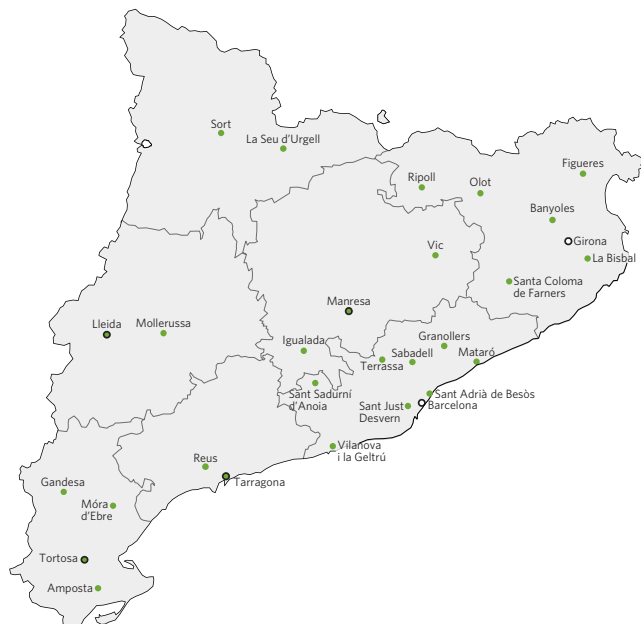 Sort
La Seu d’Urgell
Ripoll
Olot
Figueres
Banyoles
Girona
La Bisbal
Vic
Santa Coloma
de Farners
Manresa
Lleida
Mollerussa
Igualada
Granollers
Sabadell
Mataró
Terrassa
Sant Sadurní
d’Anoia
Sant Just
Desvern
Sant Adrià de Besòs
Barcelona
Vilanova
i la Geltrú
Reus
Tarragona
Gandesa
Móra
d’Ebre
Tortosa
Amposta